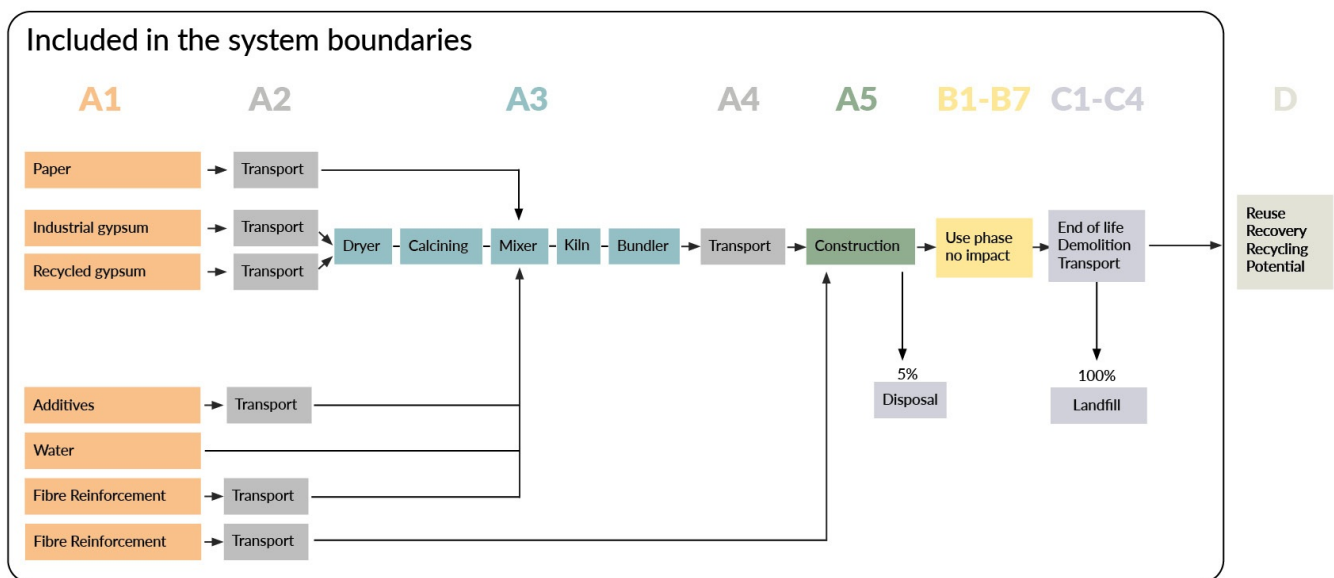 Included in the system boundaries
A1 A2 A3 A4 A5 B1-B7 C1-C4 D
Paper
Transport
Industrial gypsum
Transport
Recycled gypsum
Transport
Dryer
Calcining
Mixer
Kiln
Bundler
Transport
Construction
Use phase
no impact
End of life
Demolition
Transport
Reuse
Recovery
Recycling
Potential
5%
Disposal
100%
Landfill
Additives
Transport
Water
Fibre Reinforcement
Transport
Fibre Reinforcement
Transport